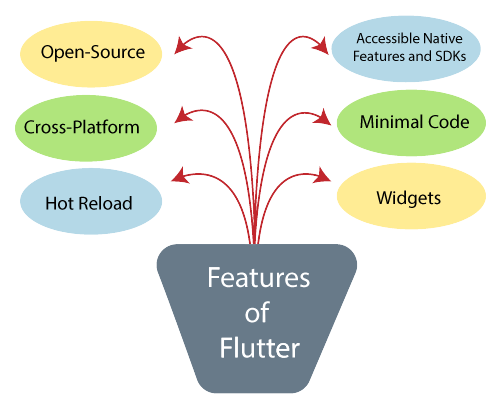 Open-Source
Accessible Native
Features and SDKs
Cross-Platform
Minimal Code
Hot Reload
Widgets
Features
of
Flutter